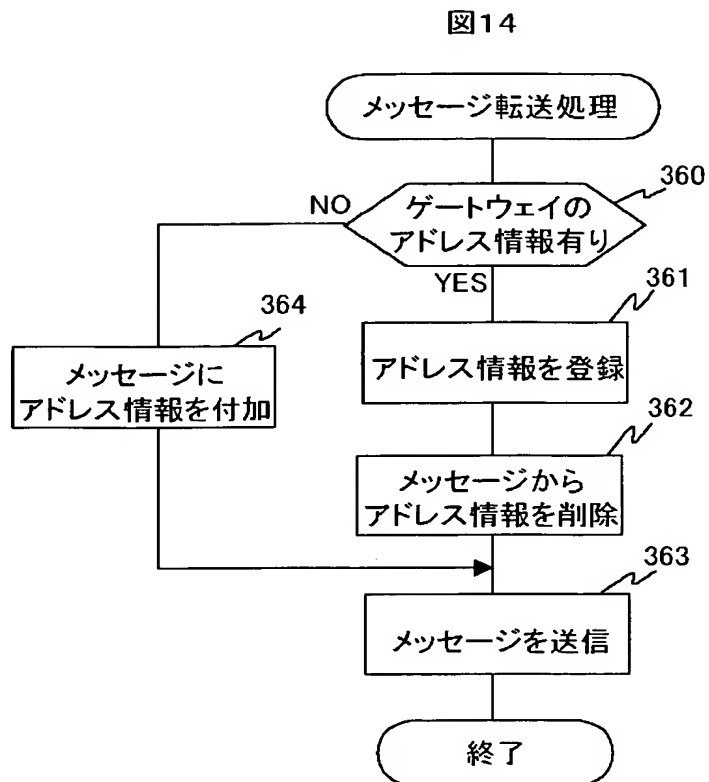 図14
メッセージ転送処理
360
NO
ゲートウェイの
アドレス情報有り
YES
361
364
アドレス情報を登録
メッセージに
アドレス情報を付加
362
メッセージから
アドレス情報を削除
363
メッセージを送信
終了